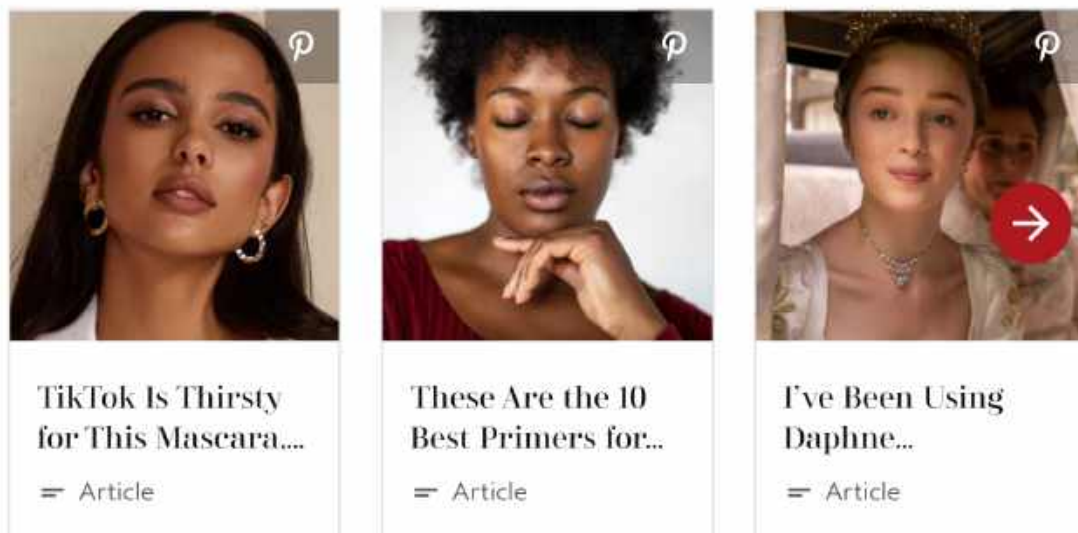 TikTok Is Thirsty
for This Mascara,...
Article
These Are the 10
Best Primers for...
Article
I've Been Using
Daphne...
Article